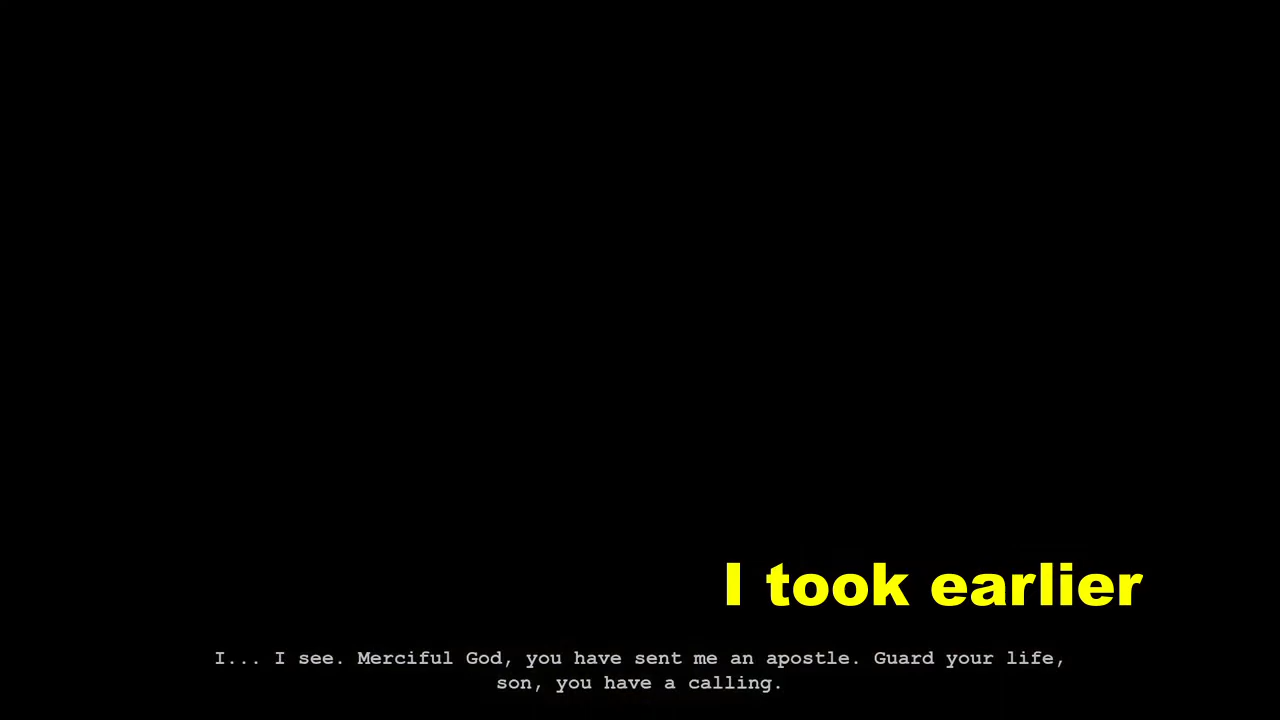 I took earlier
I... I see. Merciful God, you have sent me an apostle. Guard your life,
son, you have a calling.